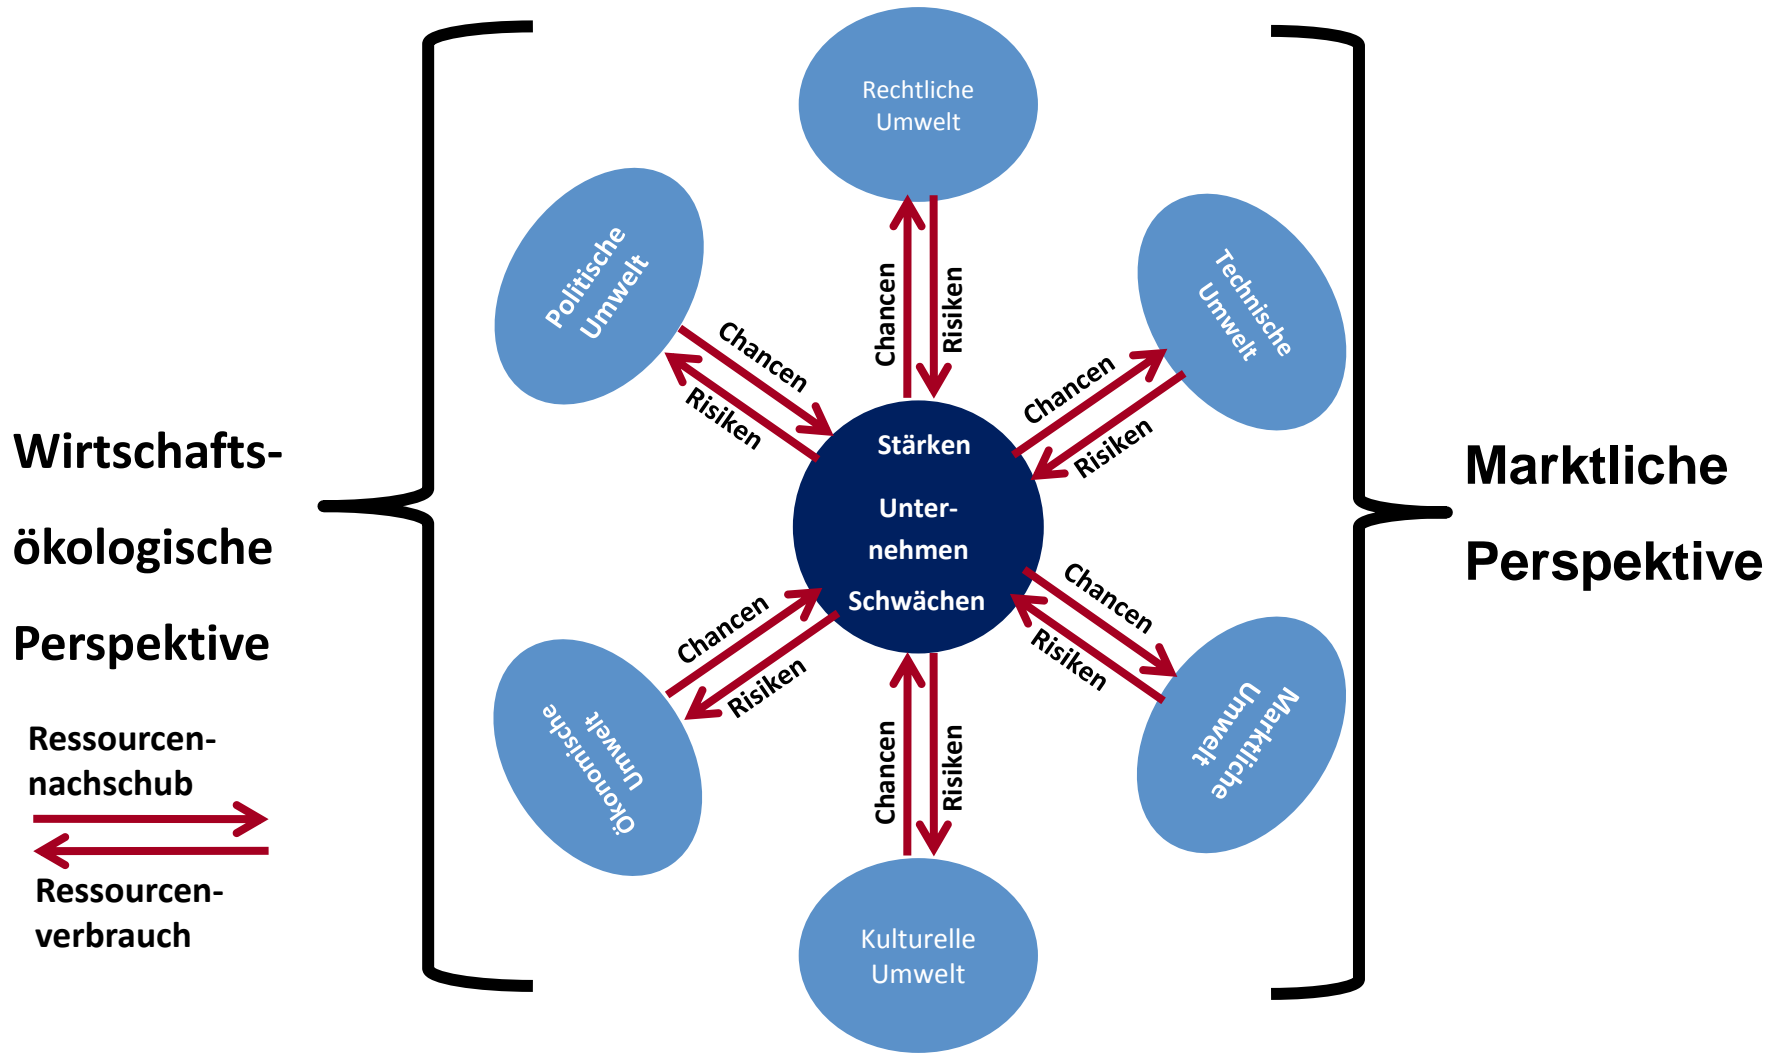 Rechtliche
Umwelt
Politische
Umwelt
Technische
Umwelt
Chancen
Risiken
Chancen
Risiken
Chancen
Risiken
Stärken
Unter-
nehmen
Schwächen
Wirtschafts-
ökologische
Perspektive
Marktliche
Perspektive
Chancen
Risiken
Chancen
Risiken
Chancen
Risiken
Ökonomische
Umwelt
Marktliche
Umwelt
Kulturelle
Umwelt
Ressourcen-
nachschub
Ressourcen-
verbrauch